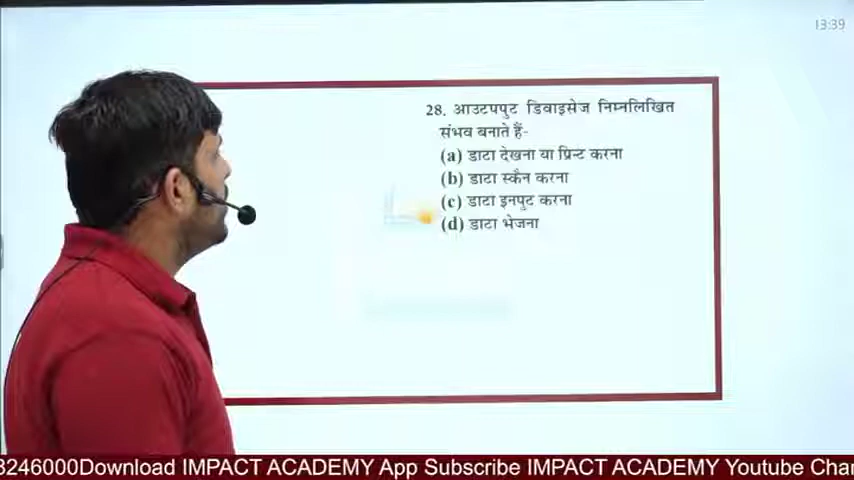 13:39
28. आउटपपुट डिवाइसेज निम्नलिखित
संभव बनाते हैं-
(a) डाटा देखना या प्रिन्ट करना
(b) डाटा स्कैन करना
(c) डाटा इनपुट करना
(d) डाटा भेजना
3246000Download IMPACT ACADEMY App Subscribe IMPACT ACADEMY Youtube Char